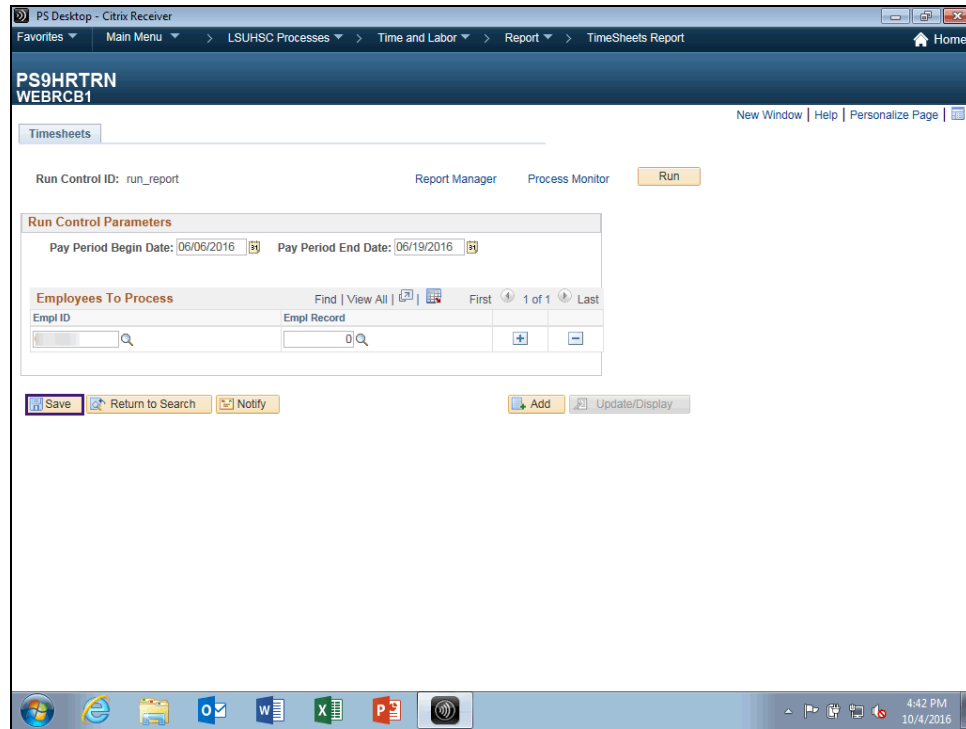 PS Desktop - Citrix Receiver
Favorites Main Menu > LSUHSC Processes > Time and Labor > Report > TimeSheets Report Home
PS9HRTRN
WEBRCB1
New Window | Help | Personalize Page |
Timesheets
Run Control ID: run_report Report Manager Process Monitor Run
Run Control Parameters
Pay Period Begin Date: 06/06/2016 31 Pay Period End Date: 06/19/2016 31
Employees To Process Find | View All | | First 1 of 1 Last
Empl ID Empl Record
0
Save Return to Search Notify Add Update/Display
4:42 PM
10/4/2016